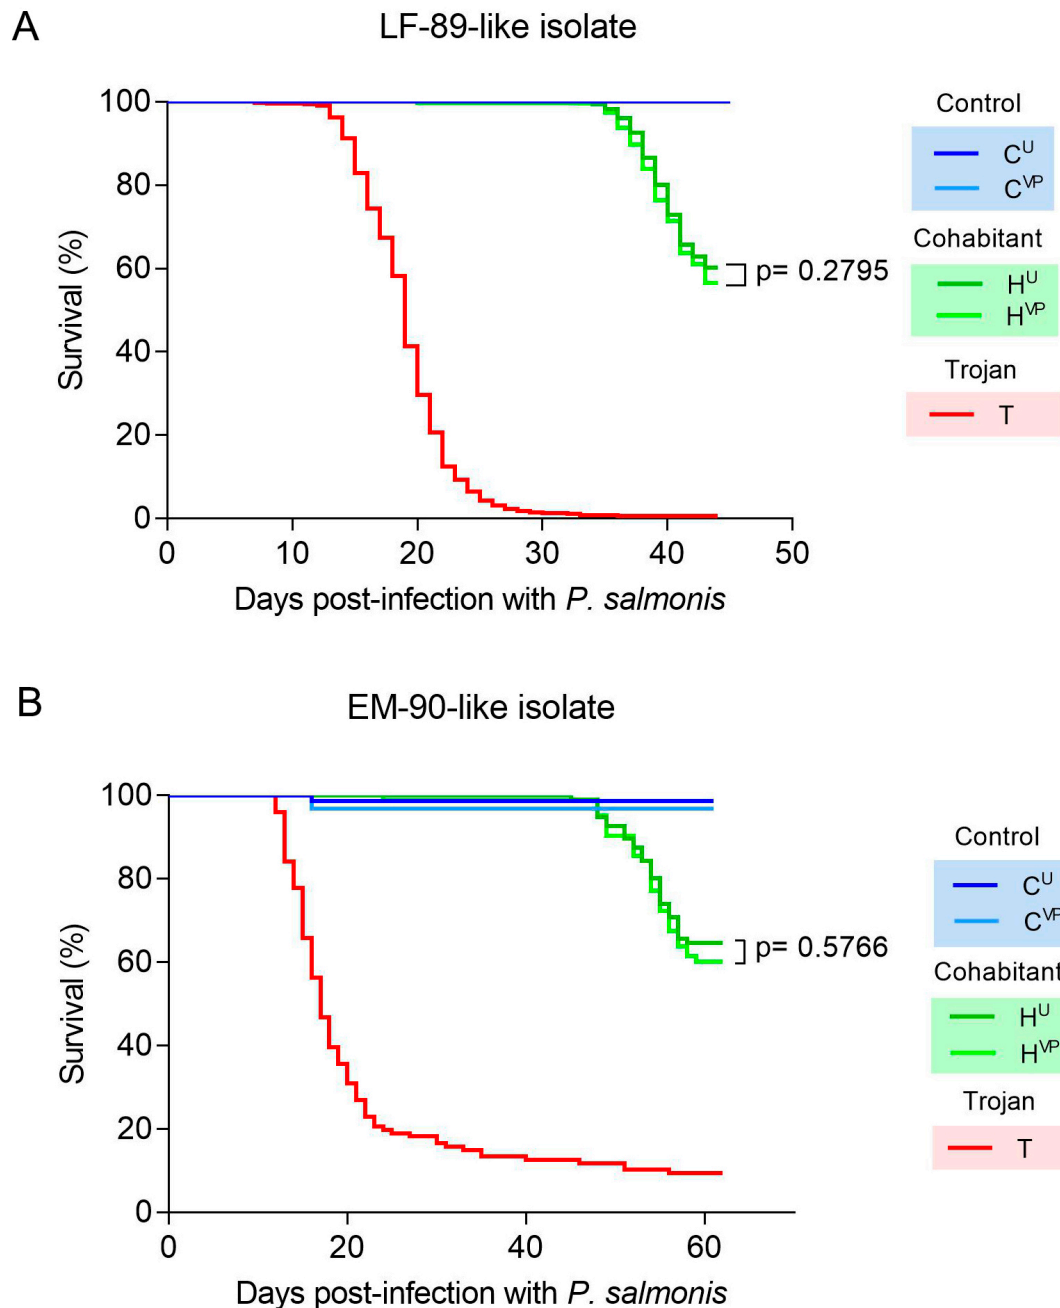 A
LF-89-like isolate
100
80
60
40
20
0
Survival (%)
0 10 20 30 40 50
Days post-infection with P. salmonis
p= 0.2795
Control
C^U
C^VP
Cohabitant
H^U
H^VP
Trojan
T
B
EM-90-like isolate
100
80
60
40
20
0
Survival (%)
0 20 40 60
Days post-infection with P. salmonis
p= 0.5766
Control
C^U
C^VP
Cohabitant
H^U
H^VP
Trojan
T